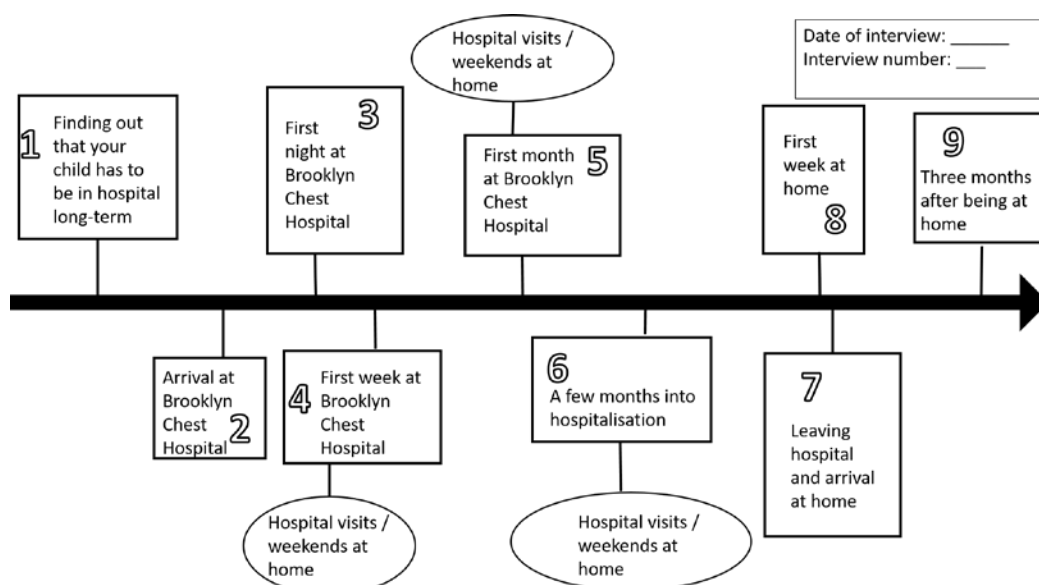 Date of interview: ______
Interview number: ___
1
Finding out
that your
child has to
be in hospital
long-term
Arrival at
Brooklyn
Chest
Hospital
2
3
First
night at
Brooklyn
Chest
Hospital
4
First week at
Brooklyn
Chest
Hospital
Hospital visits /
weekends at
home
Hospital visits /
weekends at
home
First month
at Brooklyn
Chest
Hospital
5
6
A few months into
hospitalisation
Hospital visits /
weekends at
home
7
Leaving
hospital
and arrival
at home
First
week at
home
8
9
Three months
after being at
home